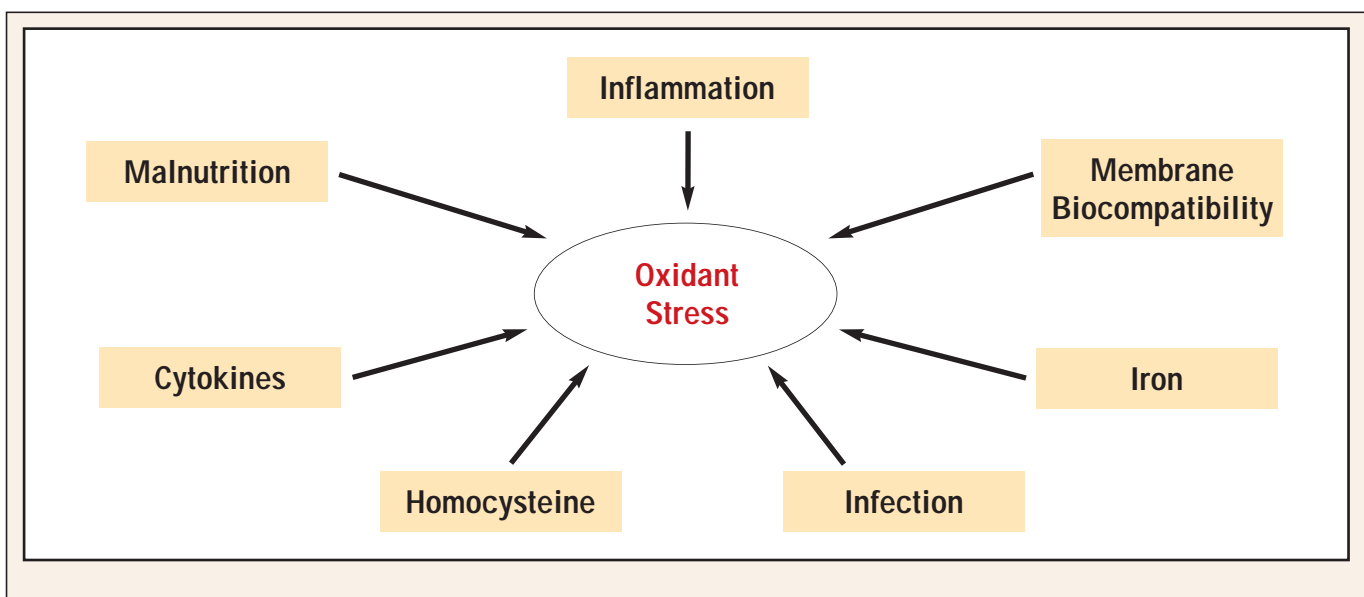 Inflammation
Malnutrition
Membrane
Biocompatibility
Oxidant
Stress
Cytokines
Iron
Homocysteine
Infection